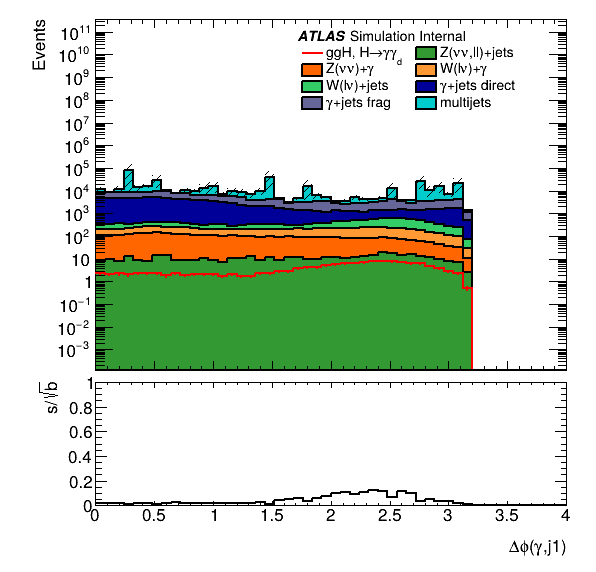 Events
10¹¹
10¹⁰
10⁹
10⁸
10⁷
10⁶
10⁵
10⁴
10³
10²
10
1
10⁻¹
10⁻²
10⁻³
ATLAS Simulation Internal
ggH, H→γγd
Z(νν,ll)+jets
Z(νν)+γ
W(lν)+γ
W(lν)+jets
γ+jets direct
γ+jets frag
multijets
s/√b
1
0.8
0.6
0.4
0.2
0
0 0.5 1 1.5 2 2.5 3 3.5 4
Δϕ(γ,j1)